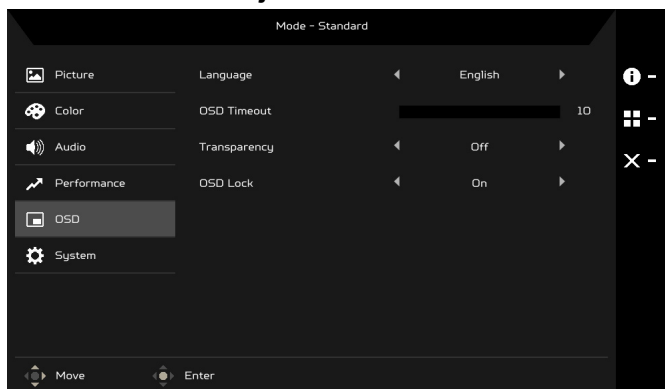 Mode - Standard
Picture
Language English
Color
OSD Timeout 10
Audio
Transparency Off
Performance
OSD Lock On
OSD
System
Move Enter